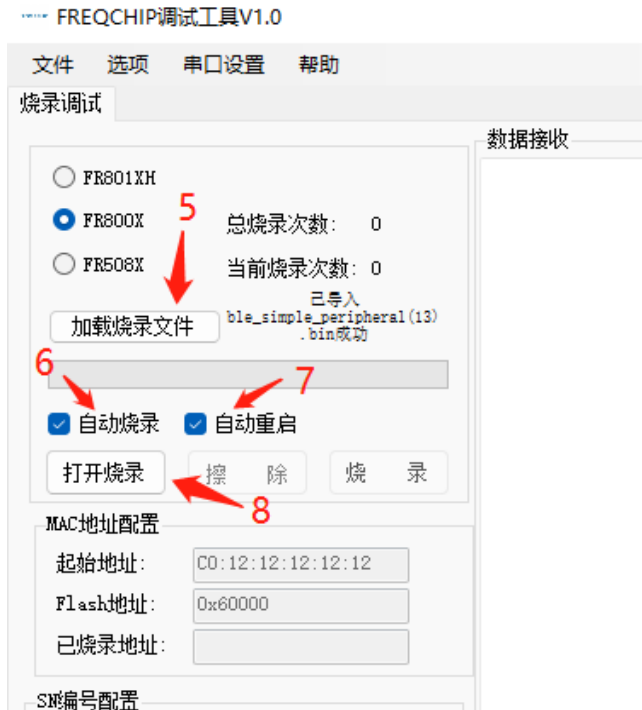 FREQCHIP调试工具V1.0
文件 选项 串口设置 帮助
烧录调试
数据接收
FR801XH
FR800X 5 总烧录次数: 0
FR508X 当前烧录次数: 0
加载烧录文件
已导入
ble_simple_peripheral(13)
.bin成功
6 7
自动烧录 自动重启
打开烧录 擦 除 烧 录
8
MAC地址配置
起始地址: C0:12:12:12:12:12
Flash地址: 0x60000
已烧录地址:
SN编号配置